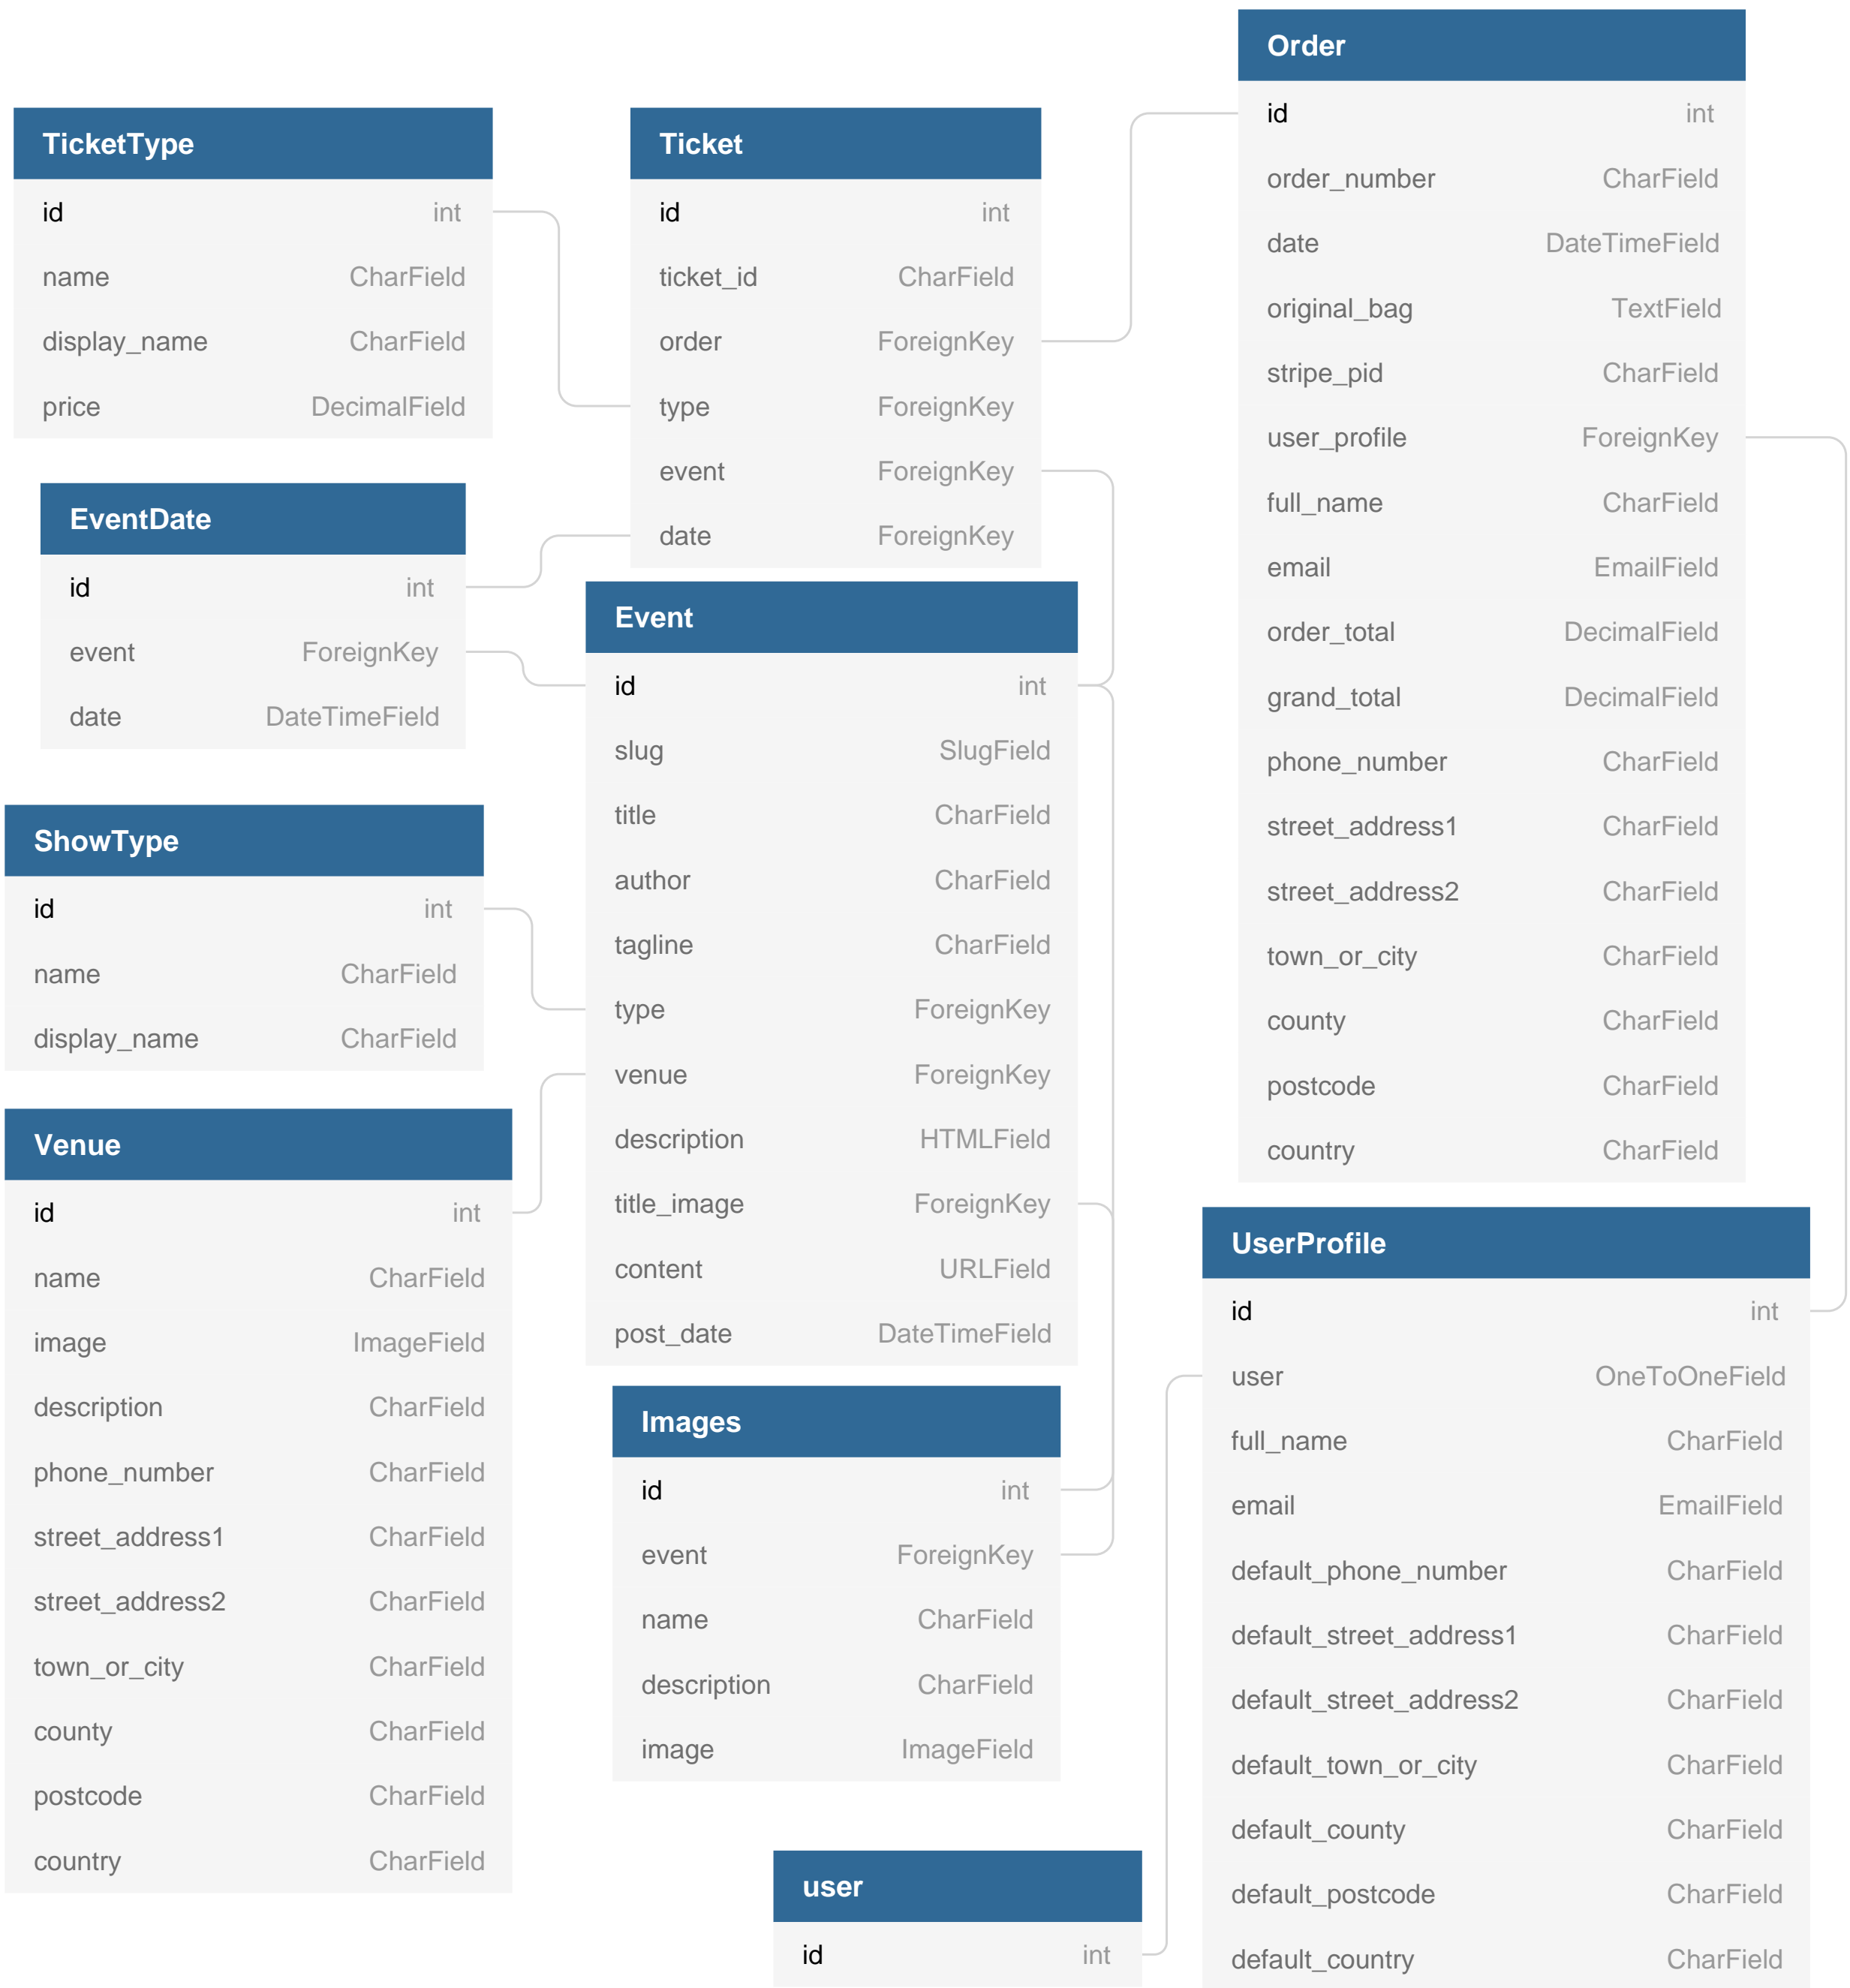 TicketType
id int
name CharField
display_name CharField
price DecimalField
EventDate
id int
event ForeignKey
date DateTimeField
ShowType
id int
name CharField
display_name CharField
Venue
id int
name CharField
image ImageField
description CharField
phone_number CharField
street_address1 CharField
street_address2 CharField
town_or_city CharField
county CharField
postcode CharField
country CharField
Ticket
id int
ticket_id CharField
order ForeignKey
type ForeignKey
event ForeignKey
date ForeignKey
Event
id int
slug SlugField
title CharField
author CharField
tagline CharField
type ForeignKey
venue ForeignKey
description HTMLField
title_image ForeignKey
content URLField
post_date DateTimeField
Images
id int
event ForeignKey
name CharField
description CharField
image ImageField
user
id int
Order
id int
order_number CharField
date DateTimeField
original_bag TextField
stripe_pid CharField
user_profile ForeignKey
full_name CharField
email EmailField
order_total DecimalField
grand_total DecimalField
phone_number CharField
street_address1 CharField
street_address2 CharField
town_or_city CharField
county CharField
postcode CharField
country CharField
UserProfile
id int
user OneToOneField
full_name CharField
email EmailField
default_phone_number CharField
default_street_address1 CharField
default_street_address2 CharField
default_town_or_city CharField
default_county CharField
default_postcode CharField
default_country CharField